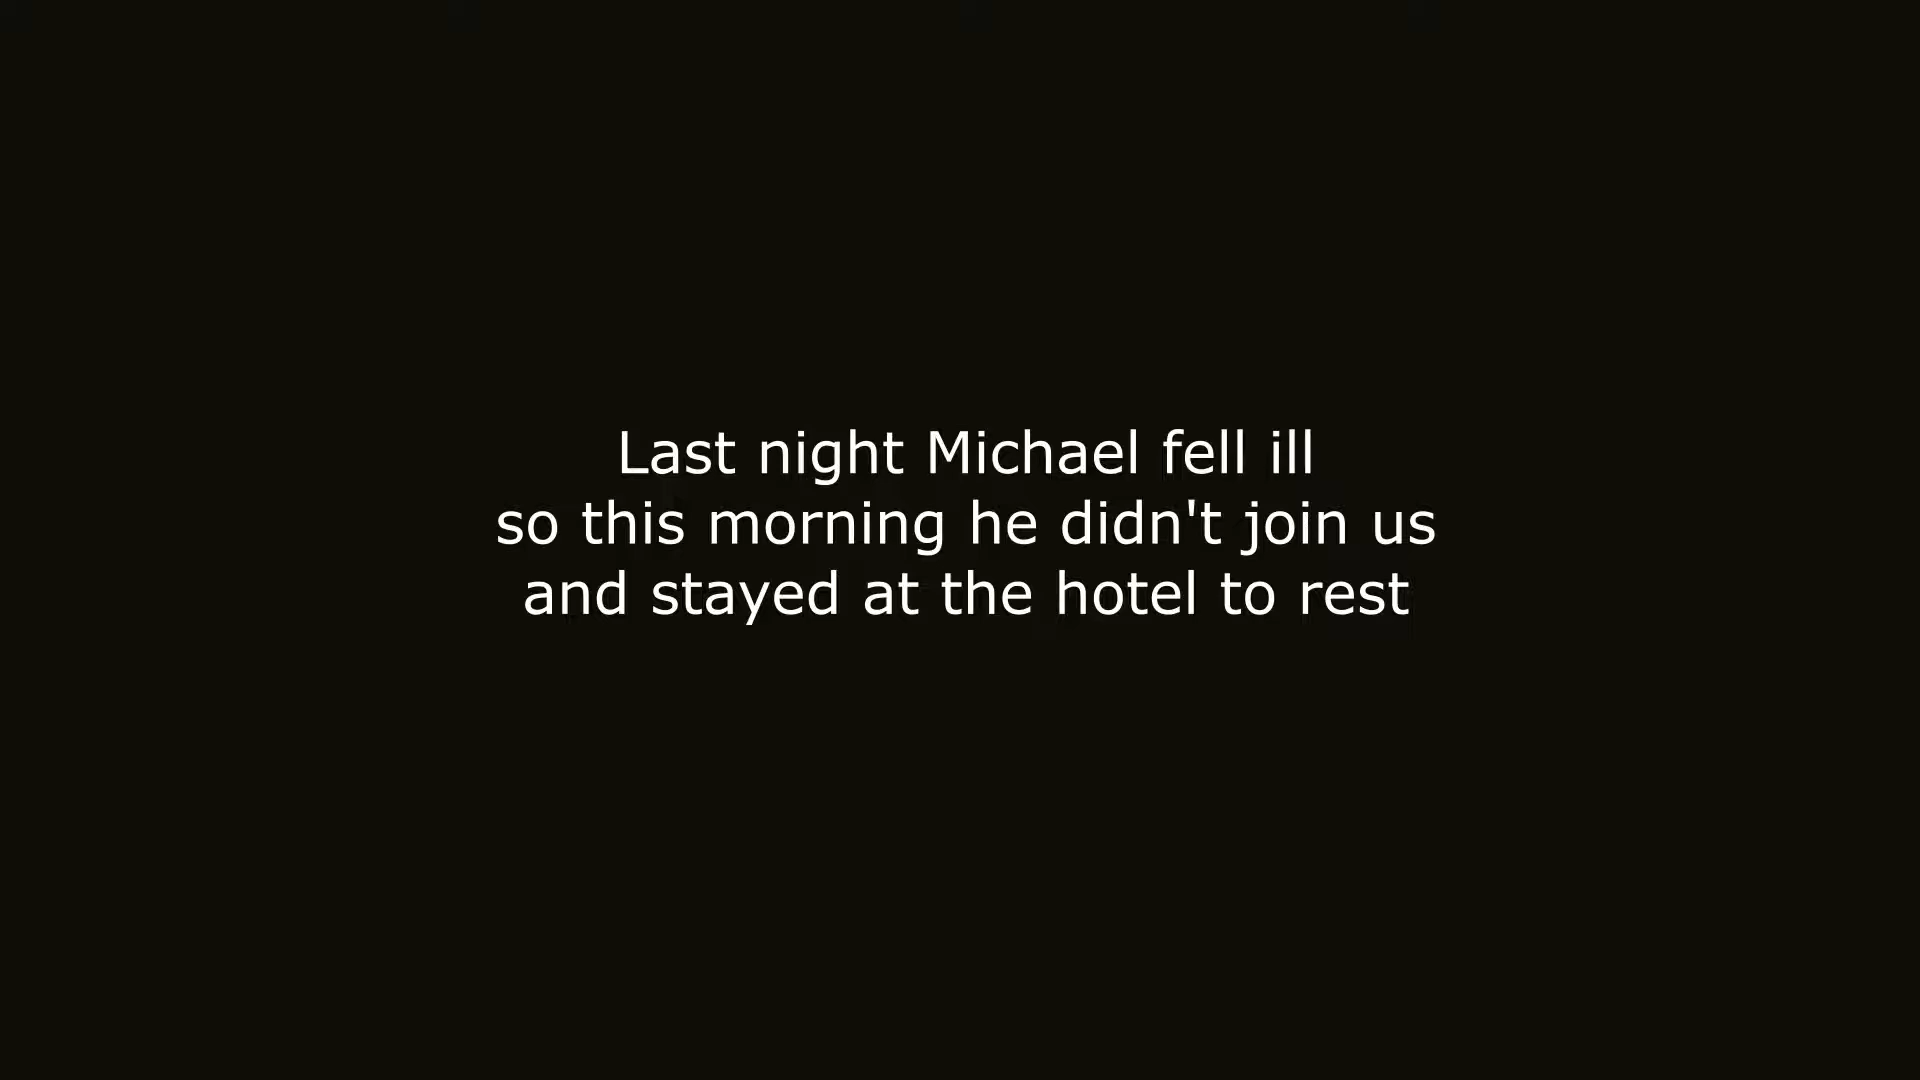 Last night Michael fell ill
so this morning he didn't join us
and stayed at the hotel to rest